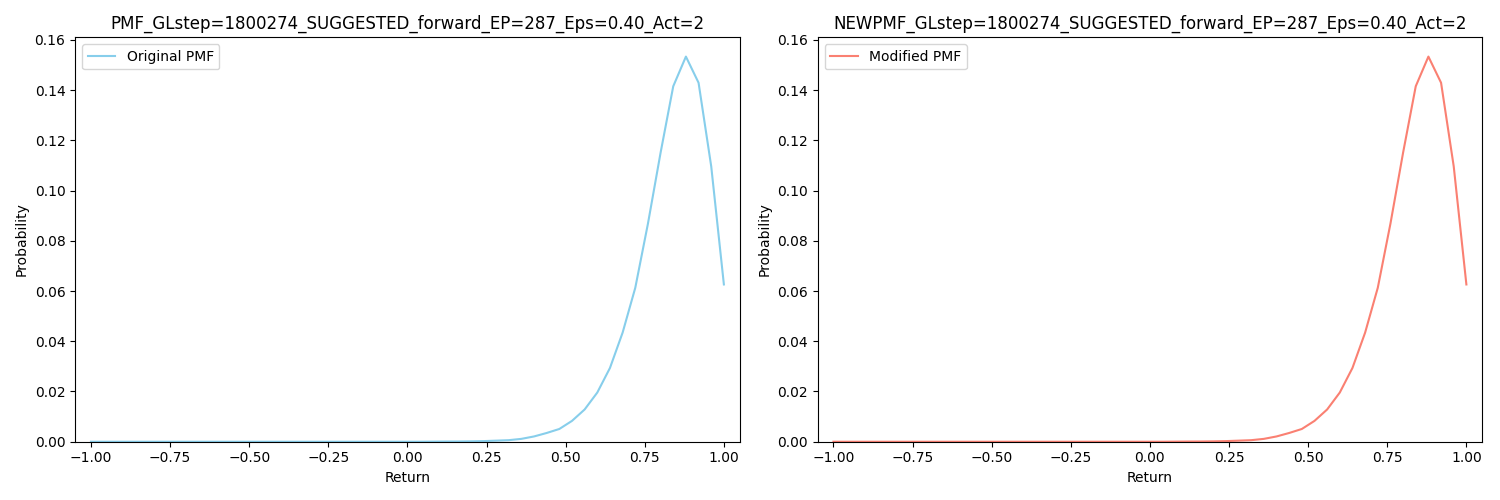 PMF_GLstep=1800274_SUGGESTED_forward_EP=287_Eps=0.40_Act=2
Original PMF
0.16
0.14
0.12
0.10
0.08
0.06
0.04
0.02
0.00
Probability
−1.00 −0.75 −0.50 −0.25 0.00 0.25 0.50 0.75 1.00
Return
NEWPMF_GLstep=1800274_SUGGESTED_forward_EP=287_Eps=0.40_Act=2
Modified PMF
0.16
0.14
0.12
0.10
0.08
0.06
0.04
0.02
0.00
Probability
−1.00 −0.75 −0.50 −0.25 0.00 0.25 0.50 0.75 1.00
Return